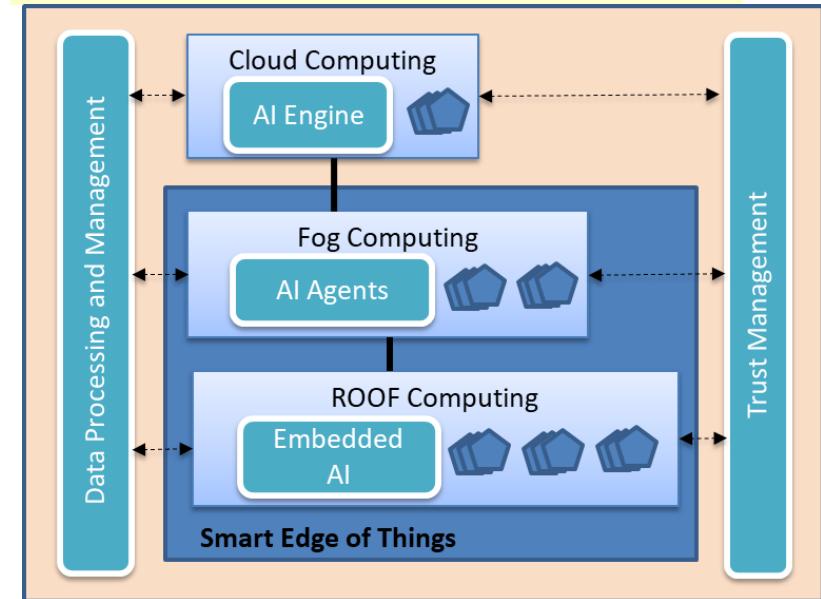 Data Processing and Management
Cloud Computing
AI Engine
Fog Computing
AI Agents
ROOF Computing
Embedded
AI
Smart Edge of Things
Trust Management